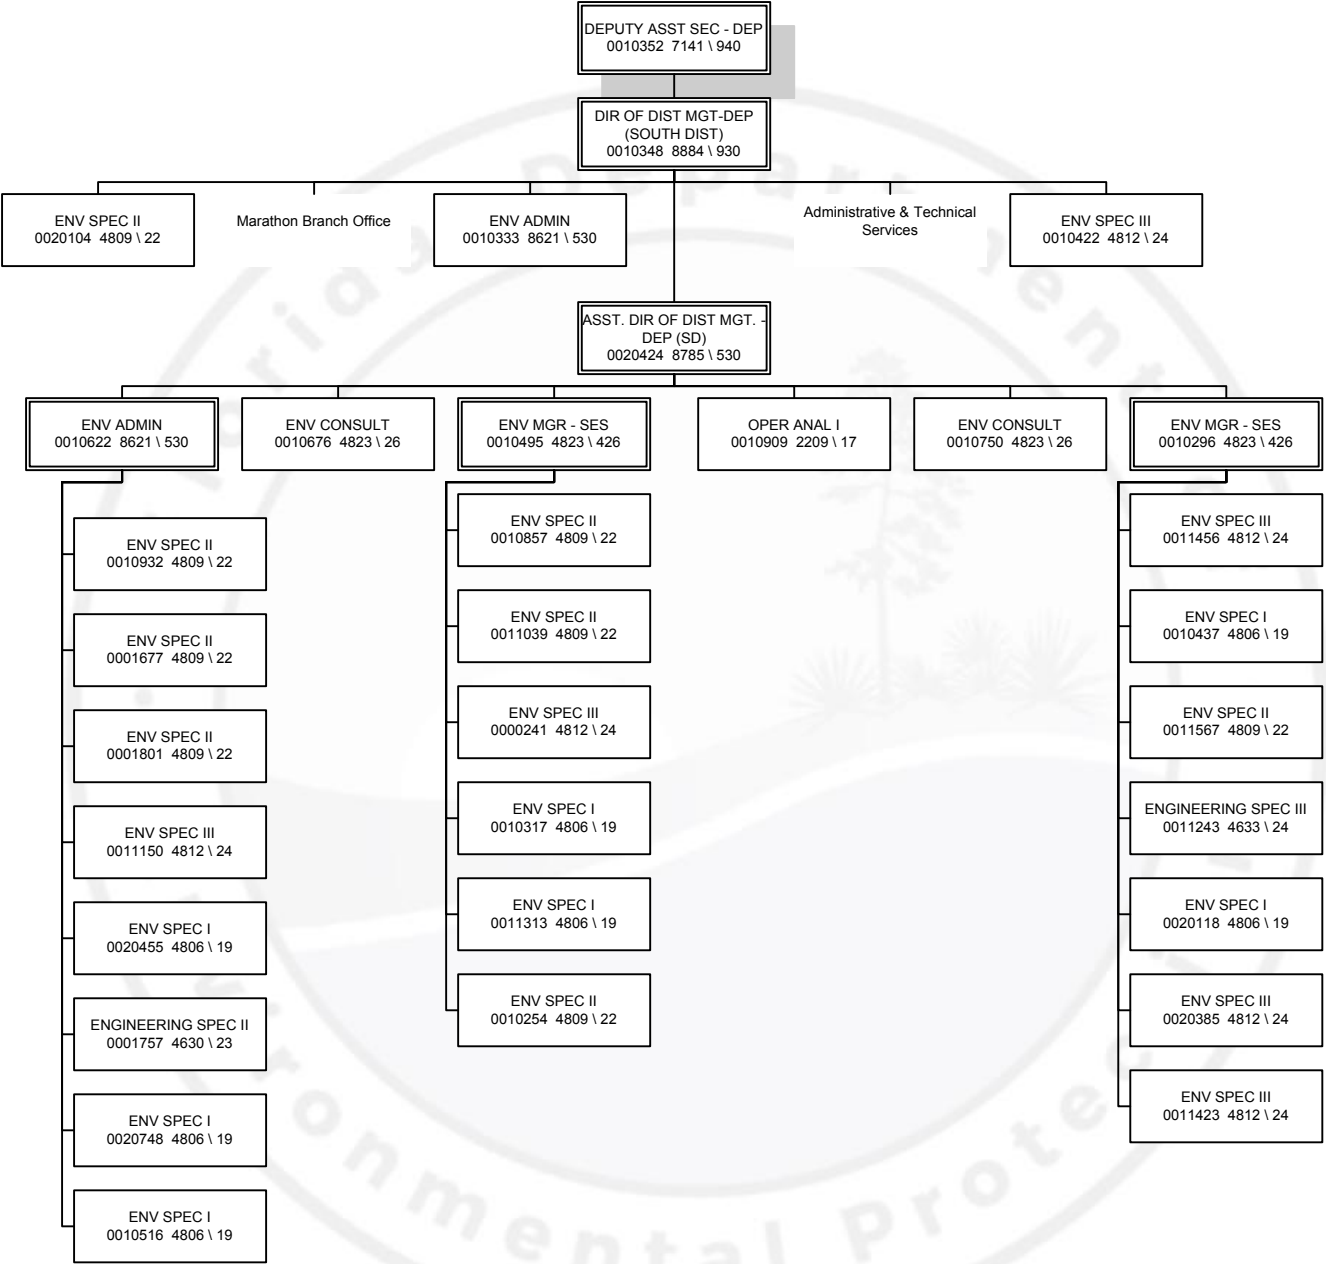 DEPUTY ASST SEC - DEP
0010352 7141 \ 940
DIR OF DIST MGT-DEP
(SOUTH DIST)
0010348 8884 \ 930
ENV SPEC II
0020104 4809 \ 22
Marathon Branch Office
ENV ADMIN
0010333 8621 \ 530
Administrative & Technical
Services
ENV SPEC III
0010422 4812 \ 24
ASST. DIR OF DIST MGT. -
DEP (SD)
0020424 8785 \ 530
ENV ADMIN
0010622 8621 \ 530
ENV CONSULT
0010676 4823 \ 26
ENV MGR - SES
0010495 4823 \ 426
OPER ANAL I
0010909 2209 \ 17
ENV CONSULT
0010750 4823 \ 26
ENV MGR - SES
0010296 4823 \ 426
ENV SPEC II
0010932 4809 \ 22
ENV SPEC II
0001677 4809 \ 22
ENV SPEC II
0001801 4809 \ 22
ENV SPEC III
0011150 4812 \ 24
ENV SPEC I
0020455 4806 \ 19
ENGINEERING SPEC II
0001757 4630 \ 23
ENV SPEC I
0020748 4806 \ 19
ENV SPEC I
0010516 4806 \ 19
ENV SPEC II
0010857 4809 \ 22
ENV SPEC II
0011039 4809 \ 22
ENV SPEC III
0000241 4812 \ 24
ENV SPEC I
0010317 4806 \ 19
ENV SPEC I
0011313 4806 \ 19
ENV SPEC II
0010254 4809 \ 22
ENV SPEC III
0011456 4812 \ 24
ENV SPEC I
0010437 4806 \ 19
ENV SPEC II
0011567 4809 \ 22
ENGINEERING SPEC III
0011243 4633 \ 24
ENV SPEC I
0020118 4806 \ 19
ENV SPEC III
0020385 4812 \ 24
ENV SPEC III
0011423 4812 \ 24